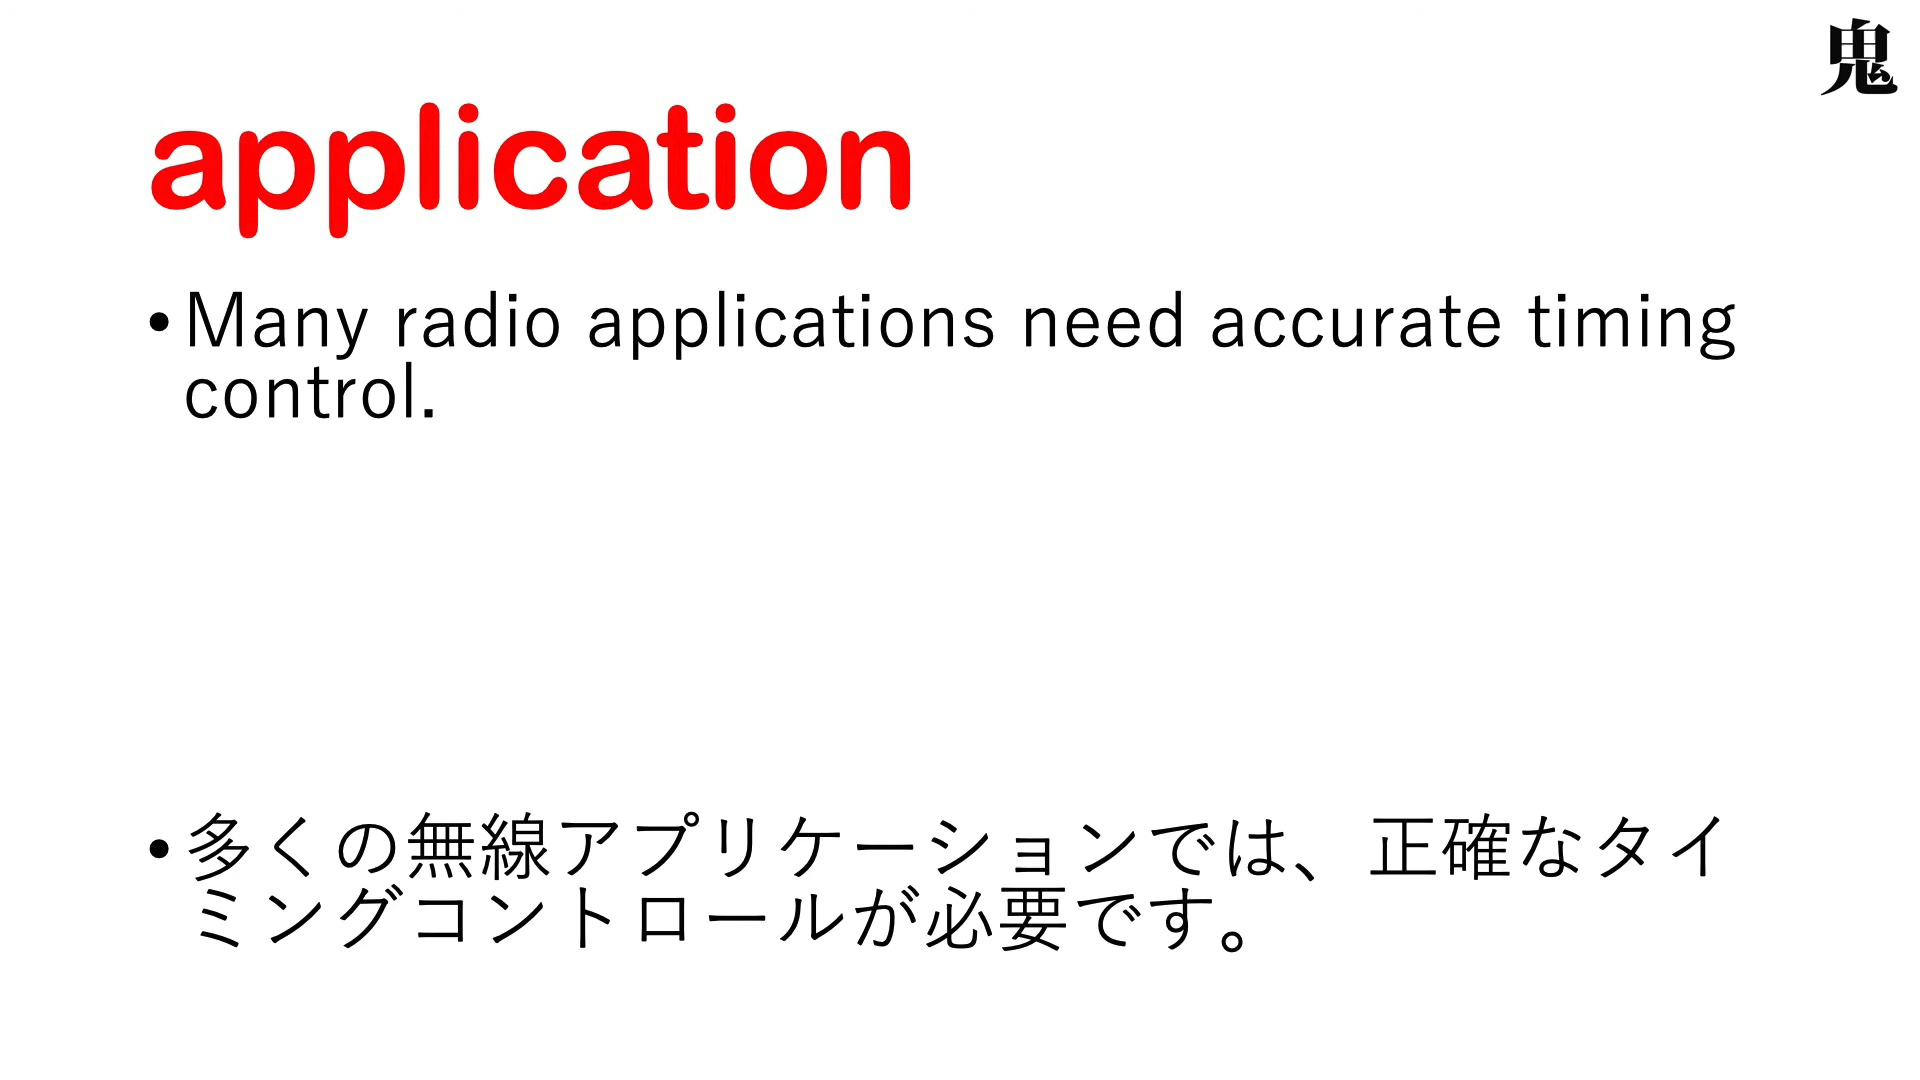 鬼
application
•Many radio applications need accurate timing
control.
•多くの無線アプリケーションでは、正確なタイ
ミングコントロールが必要です。